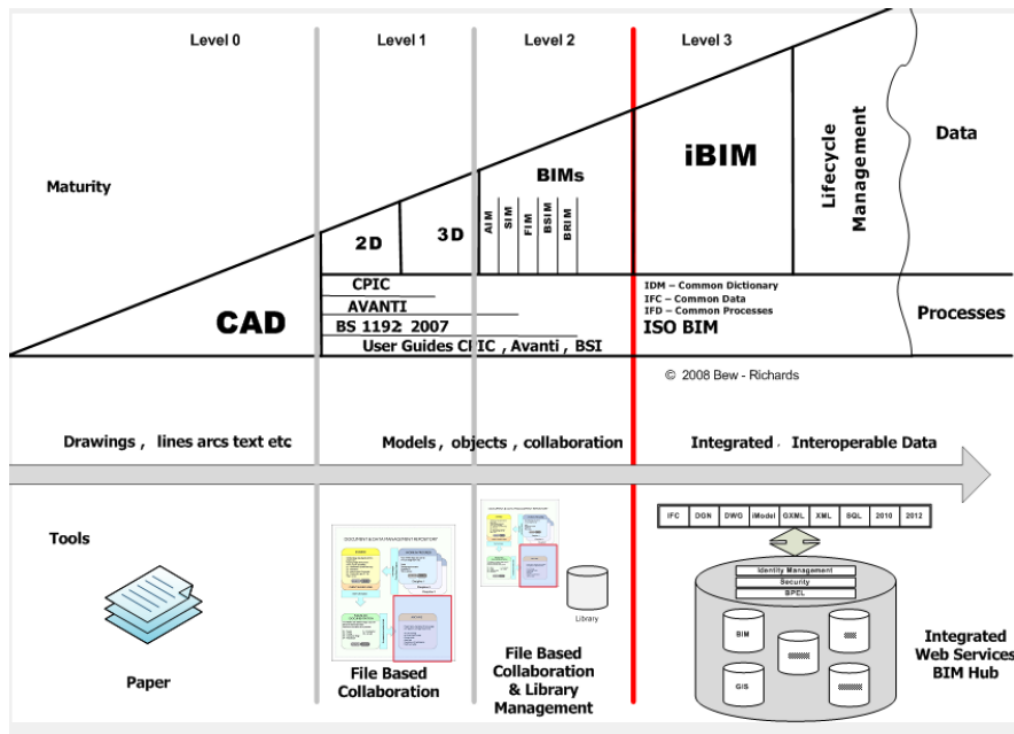 Level 0
Level 1
Level 2
Level 3
Maturity
CAD
2D
3D
BIMs
AIM
SIM
FIM
BSIM
BRIM
iBIM
Lifecycle
Management
Data
CPIC
AVANTI
BS 1192: 2007
User Guides CPIC , Avanti , BSI
IDM – Common Dictionary
IFC – Common Data
IFD – Common Processes
ISO BIM
Processes
© 2008 Bew - Richards
Drawings , lines arcs text etc
Models, objects , collaboration
Integrated , Interoperable Data
Tools
Paper
DOCUMENT & DATA MANAGEMENT REPOSITORY
File Based
Collaboration
Library
File Based
Collaboration
& Library
Management
IFC DGN DWG iModel GXML XML SQL 2010 2012
Identity Management
Security
BPEL
BIM
GIS
Integrated
Web Services
BIM Hub